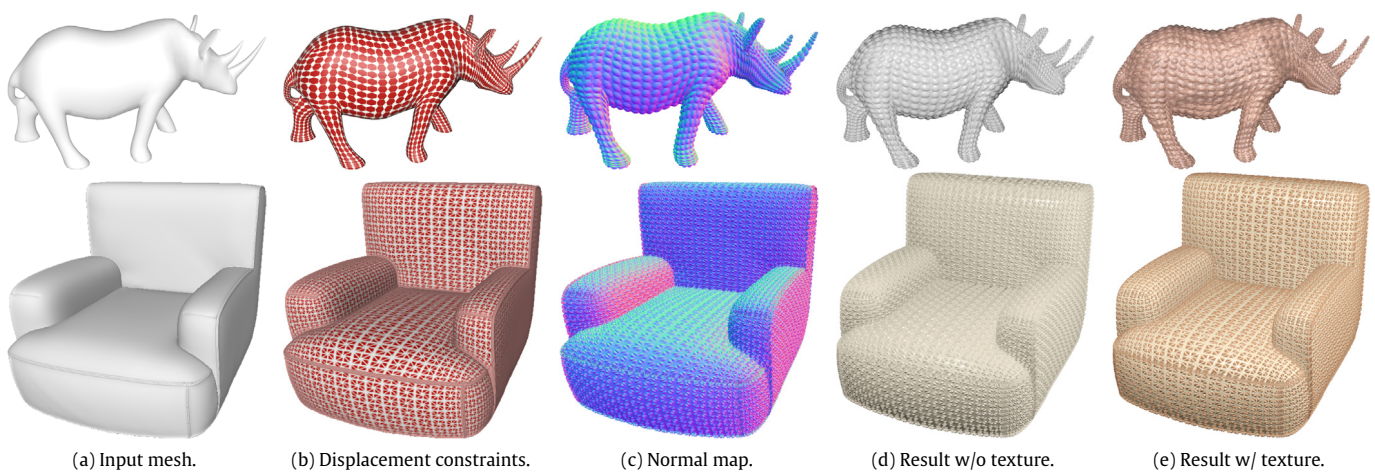 (a) Input mesh.
(b) Displacement constraints.
(c) Normal map.
(d) Result w/o texture.
(e) Result w/ texture.